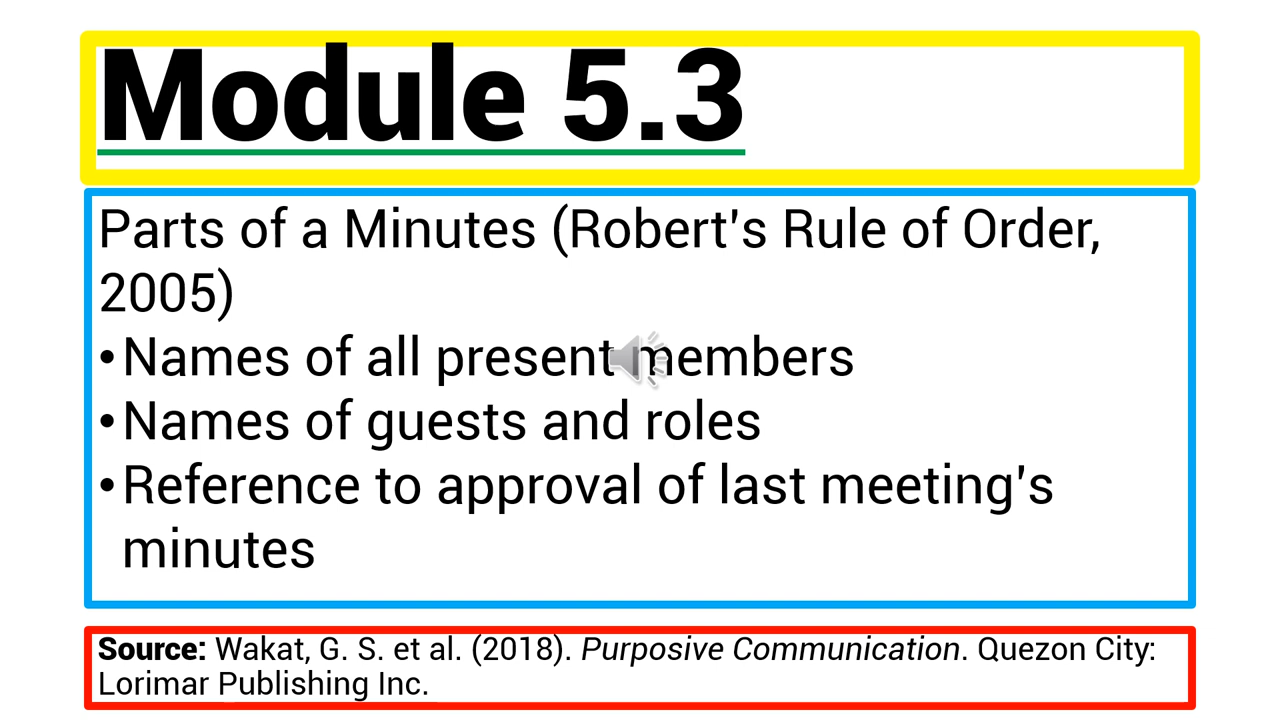 Module 5.3
Parts of a Minutes (Robert's Rule of Order,
2005)
•Names of all present members
•Names of guests and roles
•Reference to approval of last meeting's
minutes
Source: Wakat, G. S. et al. (2018). Purposive Communication. Quezon City:
Lorimar Publishing Inc.